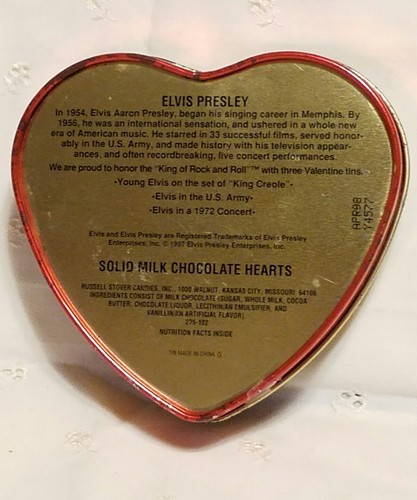 ELVIS PRESLEY
In 1954, Elvis Aaron Presley, began his singing career in Memphis. By
1956, he was an international sensation, and ushered in a whole new
era of American music. He starred in 33 successful films, served honor-
ably in the U.S. Army, and made history with his television appear-
ances, and often recordbreaking, live concert performances.
We are proud to honor the "King of Rock and Roll"™ with three Valentine tins.
•Young Elvis on the set of "King Creole"•
•Elvis in the U.S. Army•
•Elvis in a 1972 Concert•
APR98
Y4577
Elvis and Elvis Presley are Registered Trademarks of Elvis Presley
Enterprises, Inc. © 1997 Elvis Presley Enterprises, Inc.
SOLID MILK CHOCOLATE HEARTS
RUSSELL STOVER CANDIES, INC., 1000 WALNUT, KANSAS CITY, MISSOURI 64106
INGREDIENTS CONSIST OF MILK CHOCOLATE (SUGAR, WHOLE MILK, COCOA
BUTTER, CHOCOLATE LIQUOR, LECITHIN/AN EMULSIFIER, AND
VANILLIN/AN ARTIFICIAL FLAVOR).
275-102
NUTRITION FACTS INSIDE
TIN MADE IN CHINA